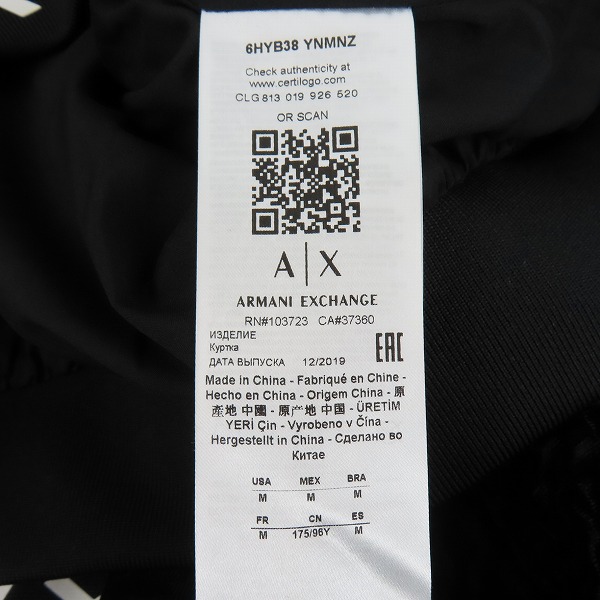 6HYB38 YNMNZ
Check authenticity at
www.certilogo.com
CLG 813 019 926 520
OR SCAN
A|X
ARMANI EXCHANGE
RN#103723 CA#37360
ИЗДЕЛИЕ
Куртка
ДАТА ВЫПУСКА 12/2019
EAC
Made in China - Fabriqué en Chine -
Hecho en China - Origem China - 原
產地 中國 - 原产地 中国 - ÜRETİM
YERİ Çin - Vyrobeno v Čína -
Hergestellt in China - Сделано во
Китае
USA MEX BRA
M M M
FR CN ES
M 175/96Y M